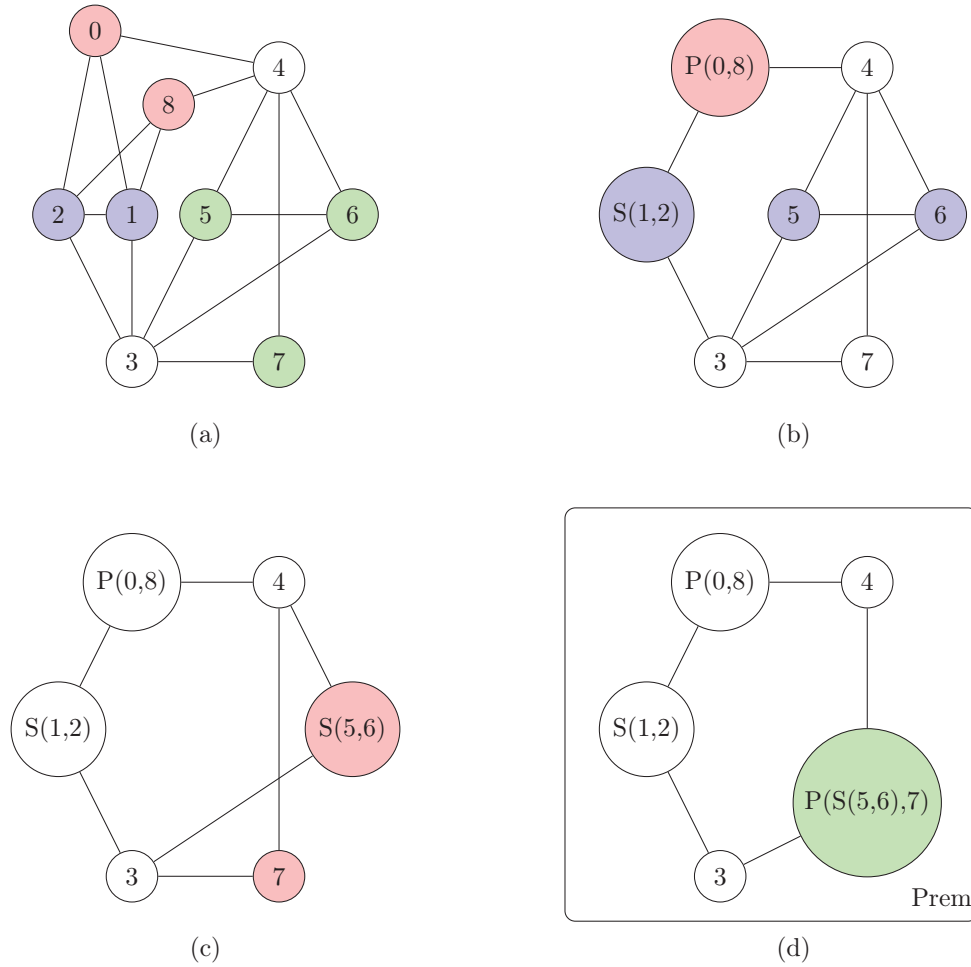 0
4
8
2
1
5
6
3
7
(a)
P(0,8)
4
S(1,2)
5
6
3
7
(b)
P(0,8)
4
S(1,2)
S(5,6)
3
7
(c)
P(0,8)
4
S(1,2)
P(S(5,6),7)
3
Prem
(d)